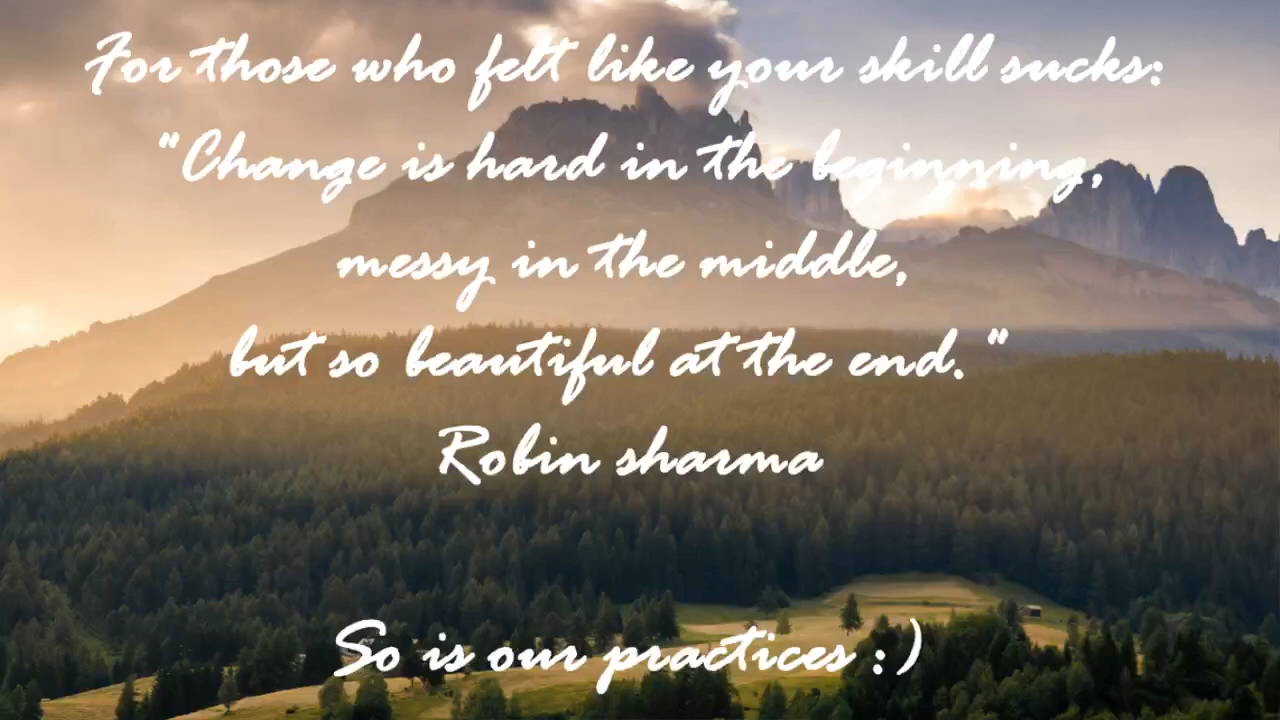 For those who felt like your skill sucks:
"Change is hard in the beginning,
messy in the middle,
but so beautiful at the end."
Robin sharma
So is our practices :)